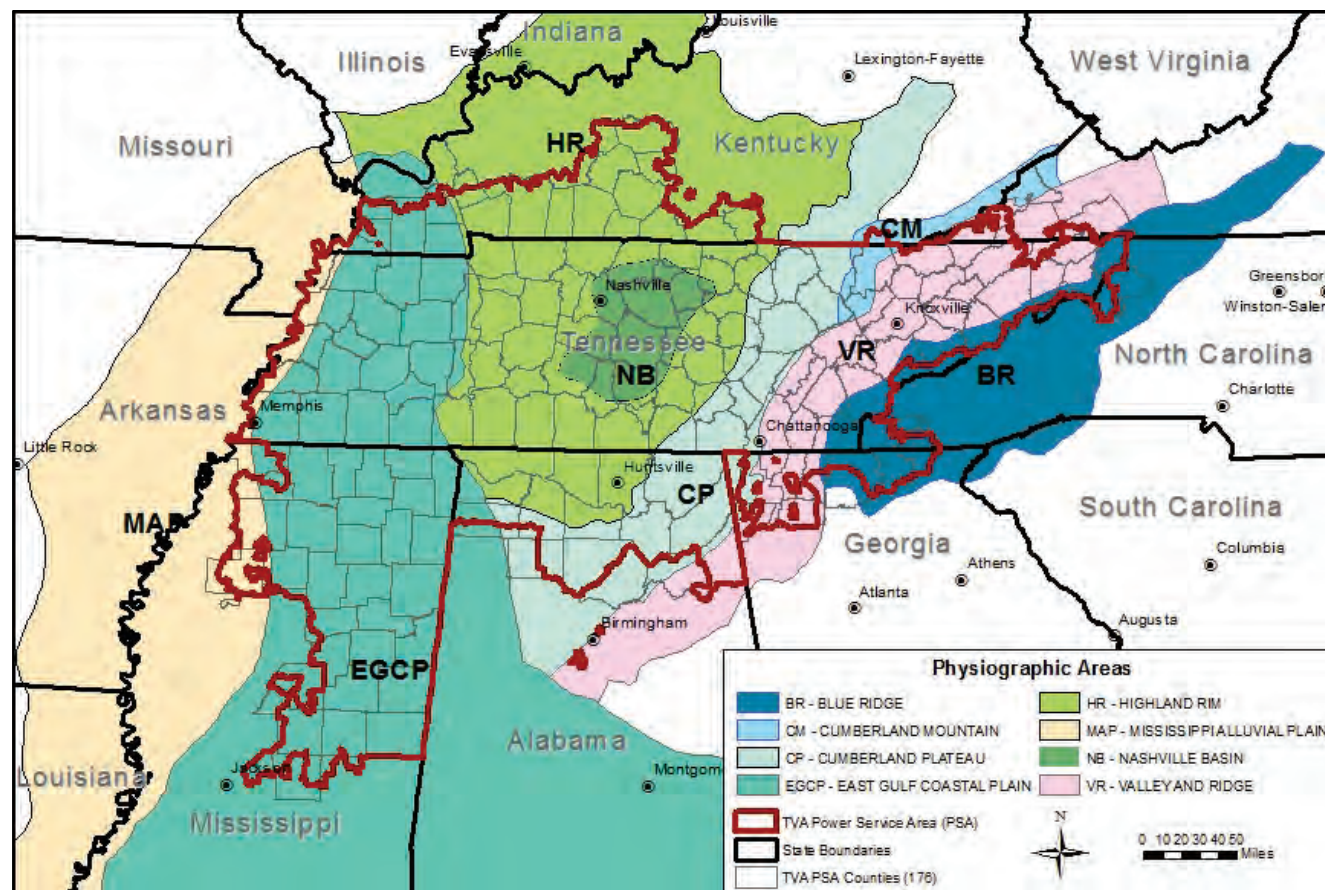 Louisville
Indiana
Evansville
Illinois
Lexington-Fayette
West Virginia
Missouri
HR
Kentucky
CM
Nashville
Greensbor
Winston-Saler
Knoxville
Tennessee
VR
North Carolina
NB
BR
Arkansas
Charlotte
Memphis
Chattanooga
Little Rock
Huntsville
CP
South Carolina
MAP
Georgia
Columbia
Athens
Atlanta
Birmingham
Augusta
EGCP
Alabama
Louisiana
Jackson
Montgom
Mississippi
Physiographic Areas
BR - BLUE RIDGE
CM - CUMBERLAND MOUNTAIN
CP - CUMBERLAND PLATEAU
EGCP - EAST GULF COASTAL PLAIN
HR - HIGHLAND RIM
MAP - MISSISSIPPI ALLUVIAL PLAIN
NB - NASHVILLE BASIN
VR - VALLEY AND RIDGE
TVA Power Service Area (PSA)
State Boundaries
TVA PSA Counties (176)
N
0 10 20 30 40 50
Miles